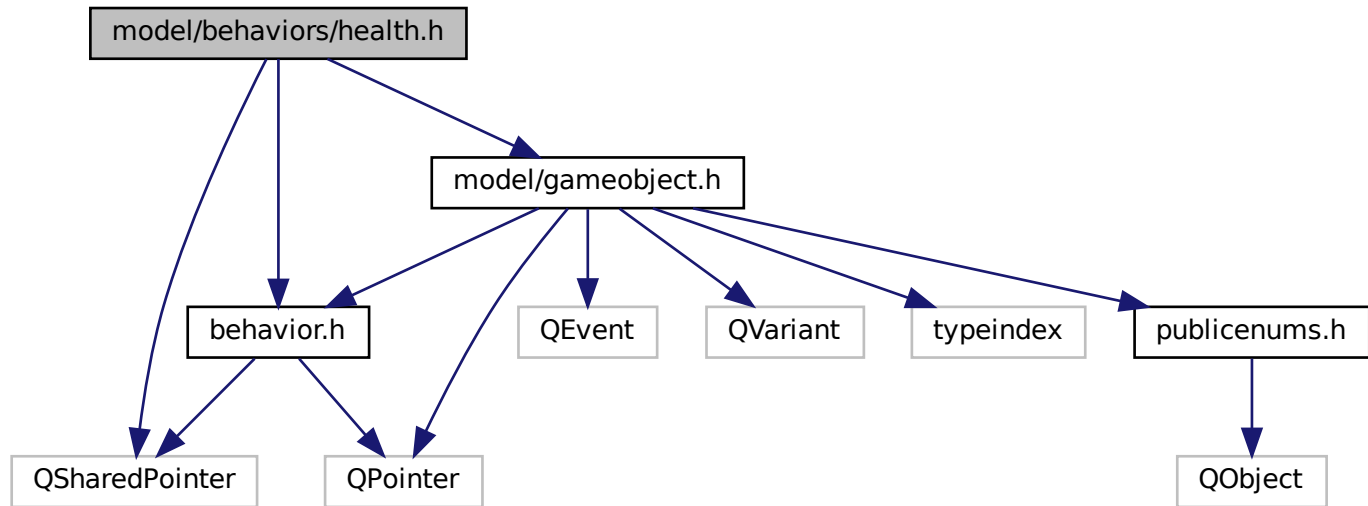 model/behaviors/health.h
model/gameobject.h
behavior.h
QEvent
QVariant
typeindex
publicenums.h
QSharedPointer
QPointer
QObject